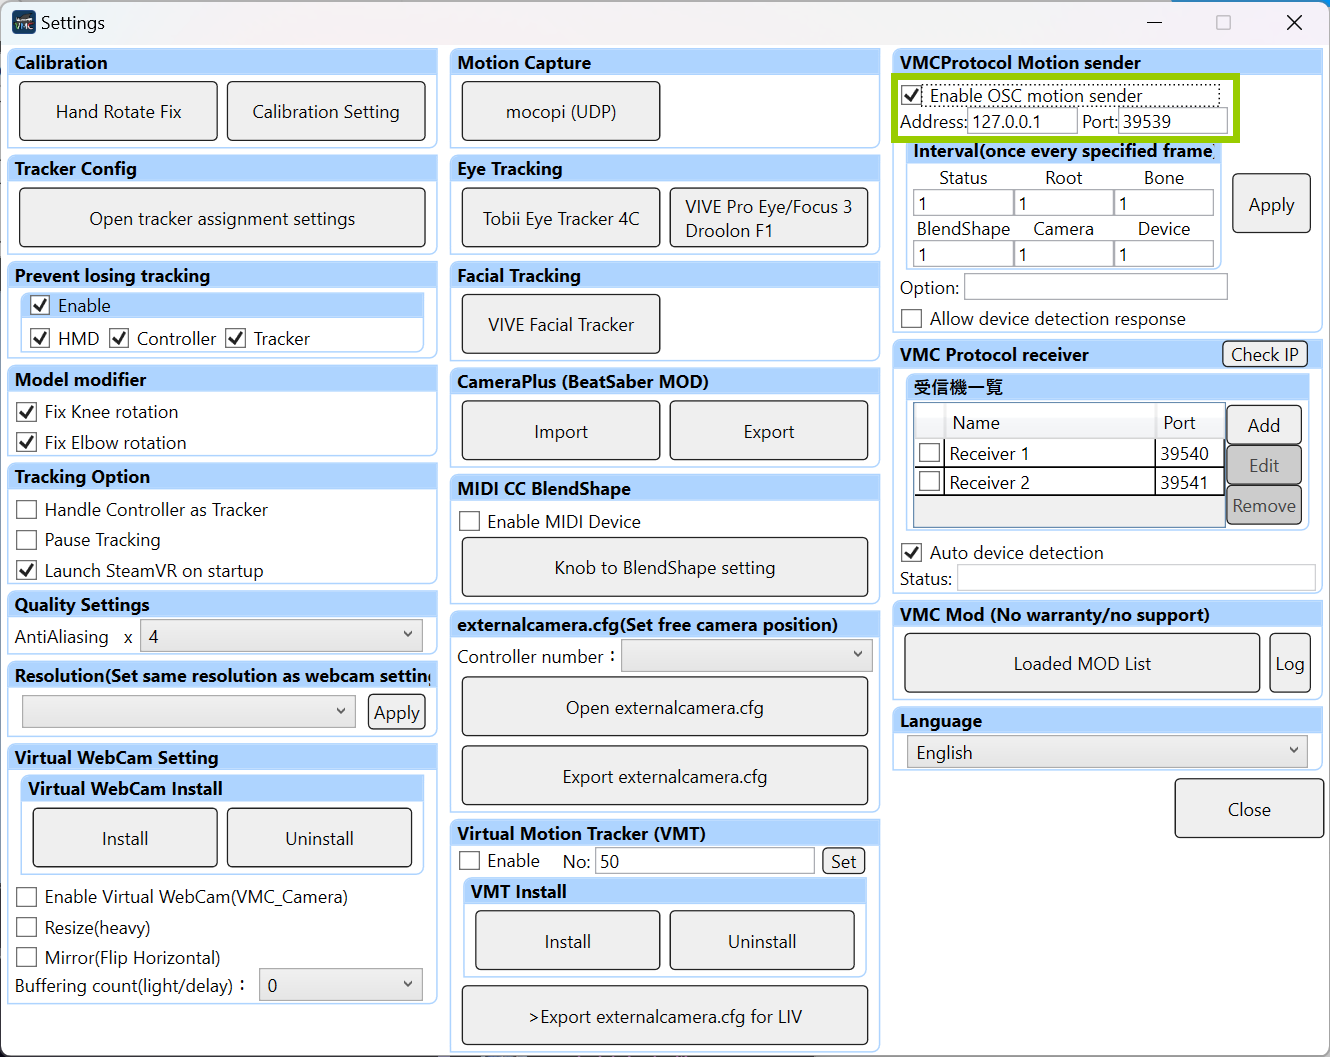 Settings
Calibration
Hand Rotate Fix
Calibration Setting
Tracker Config
Open tracker assignment settings
Prevent losing tracking
Enable
HMD Controller Tracker
Model modifier
Fix Knee rotation
Fix Elbow rotation
Tracking Option
Handle Controller as Tracker
Pause Tracking
Launch SteamVR on startup
Quality Settings
AntiAliasing x 4
Resolution(Set same resolution as webcam setting
Apply
Virtual WebCam Setting
Virtual WebCam Install
Install
Uninstall
Enable Virtual WebCam(VMC_Camera)
Resize(heavy)
Mirror(Flip Horizontal)
Buffering count(light/delay) : 0
Motion Capture
mocopi (UDP)
Eye Tracking
Tobii Eye Tracker 4C
VIVE Pro Eye/Focus 3
Droolon F1
Facial Tracking
VIVE Facial Tracker
CameraPlus (BeatSaber MOD)
Import
Export
MIDI CC BlendShape
Enable MIDI Device
Knob to BlendShape setting
externalcamera.cfg(Set free camera position)
Controller number :
Open externalcamera.cfg
Export externalcamera.cfg
Virtual Motion Tracker (VMT)
Enable No: 50 Set
VMT Install
Install
Uninstall
>Export externalcamera.cfg for LIV
VMCProtocol Motion sender
Enable OSC motion sender
Address: 127.0.0.1 Port: 39539
Interval(once every specified frame)
Status Root Bone
1 1 1
BlendShape Camera Device
1 1 1
Apply
Option:
Allow device detection response
VMC Protocol receiver
Check IP
受信機一覧
Name Port
Receiver 1 39540
Receiver 2 39541
Add
Edit
Remove
Auto device detection
Status:
VMC Mod (No warranty/no support)
Loaded MOD List
Log
Language
English
Close